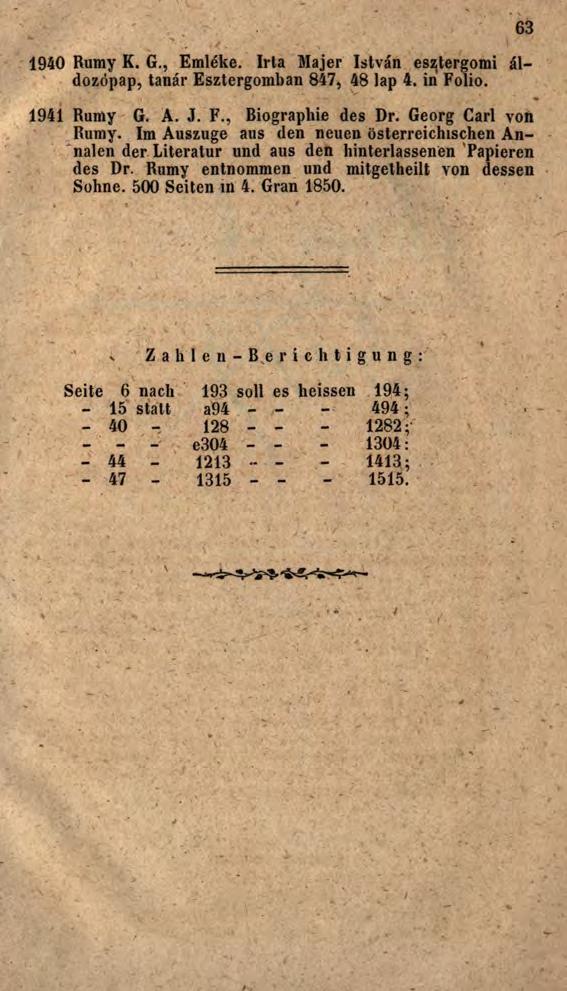 63
1940 Rumy K. G., Emléke. Irta Majer István esztergomi ál-
dozópap, tanár Esztergomban 847, 48 lap 4. in Folio.
1941 Rumy G. A. J. F., Biographie des Dr. Georg Carl von
Rumy. Im Auszuge aus den neuen österreichischen An-
nalen der Literatur und aus den hinterlassenen Papieren
des Dr. Rumy entnommen und mitgetheilt von dessen
Sohne. 500 Seiten in 4. Gran 1850.
Zahlen-Berichtigung:
Seite 6 nach 193 soll es heissen 194;
- 15 statt a94 - - - 494;
- 40 - 128 - - - 1282;
- - - e304 - - - 1304:
- 44 - 1213 - - - 1413;
- 47 - 1315 - - - 1515.